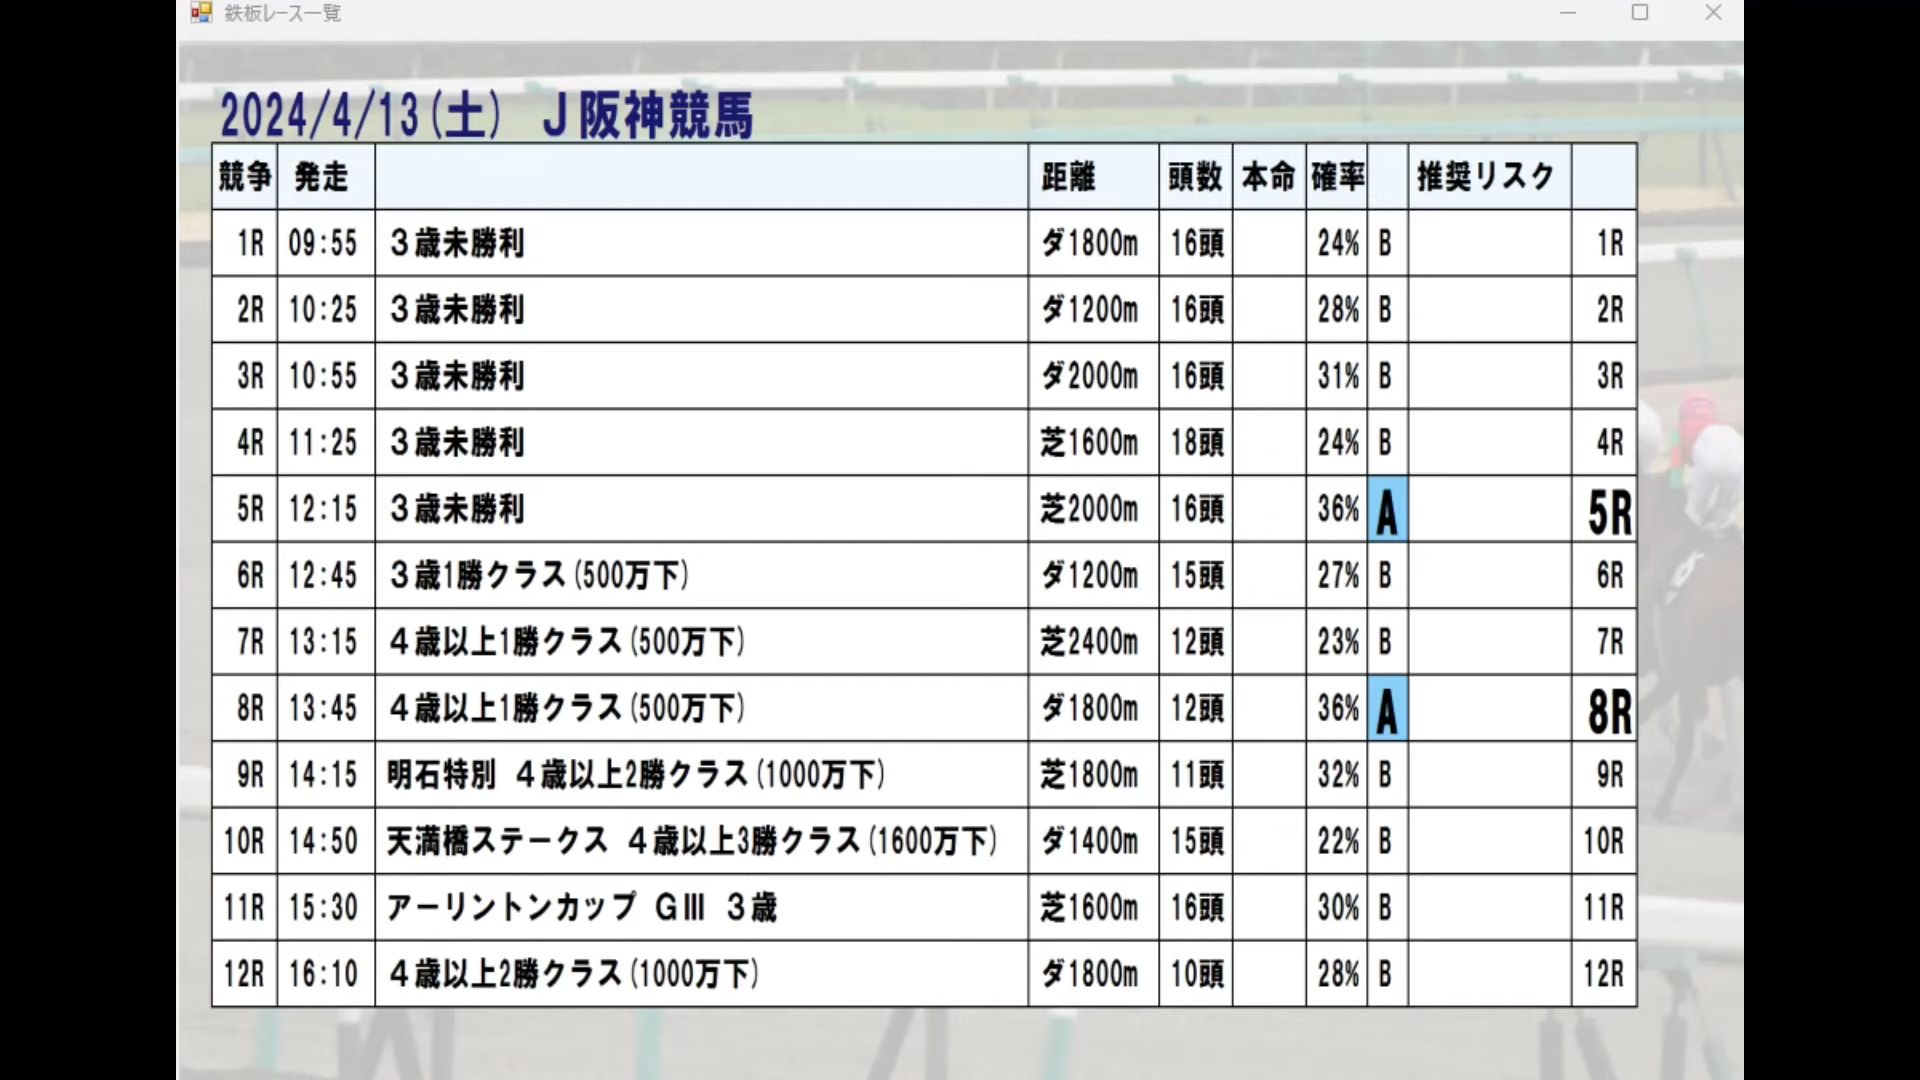 鉄板レース一覧
2024/4/13(土) J阪神競馬
競争 発走 距離 頭数 本命 確率 推奨リスク
1R 09:55 3歳未勝利 ダ1800m 16頭 24% B 1R
2R 10:25 3歳未勝利 ダ1200m 16頭 28% B 2R
3R 10:55 3歳未勝利 ダ2000m 16頭 31% B 3R
4R 11:25 3歳未勝利 芝1600m 18頭 24% B 4R
5R 12:15 3歳未勝利 芝2000m 16頭 36% A 5R
6R 12:45 3歳1勝クラス(500万下) ダ1200m 15頭 27% B 6R
7R 13:15 4歳以上1勝クラス(500万下) 芝2400m 12頭 23% B 7R
8R 13:45 4歳以上1勝クラス(500万下) ダ1800m 12頭 36% A 8R
9R 14:15 明石特別 4歳以上2勝クラス(1000万下) 芝1800m 11頭 32% B 9R
10R 14:50 天満橋ステークス 4歳以上3勝クラス(1600万下) ダ1400m 15頭 22% B 10R
11R 15:30 アーリントンカップ GⅢ 3歳 芝1600m 16頭 30% B 11R
12R 16:10 4歳以上2勝クラス(1000万下) ダ1800m 10頭 28% B 12R